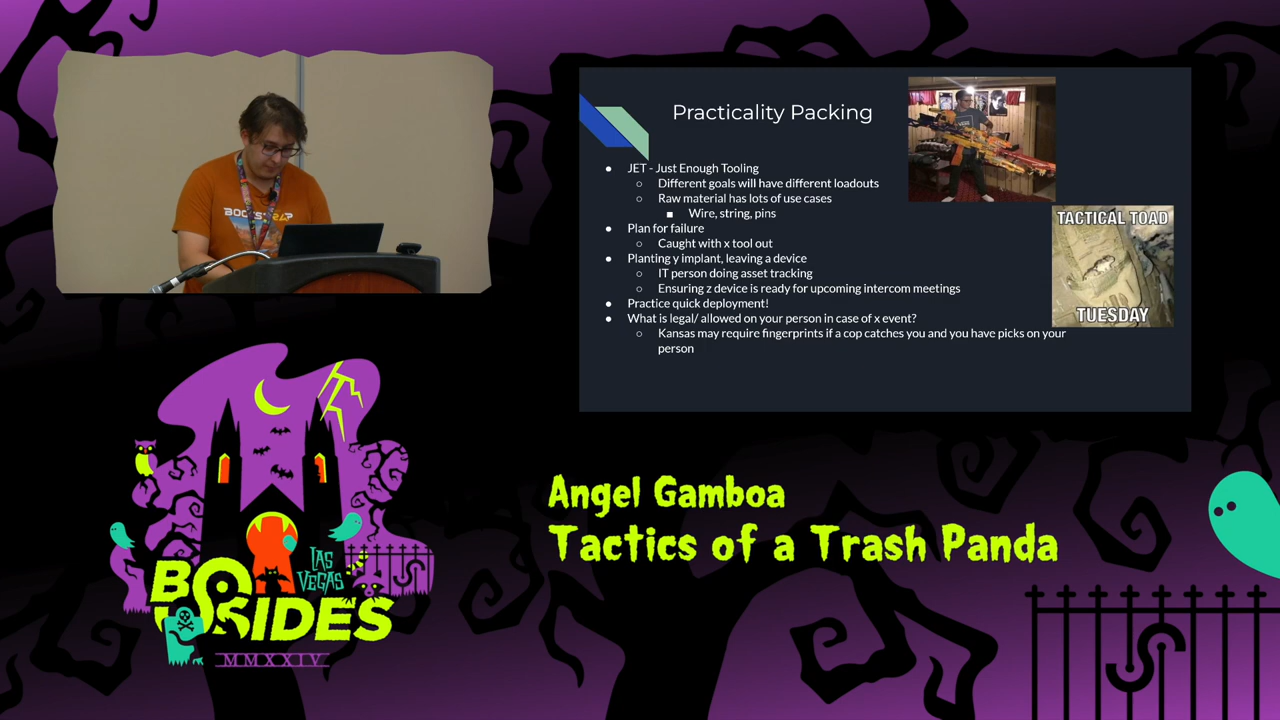 BOOTSTRAP
Practicality Packing
JET - Just Enough Tooling
Different goals will have different loadouts
Raw material has lots of use cases
Wire, string, pins
Plan for failure
Caught with x tool out
Planting y implant, leaving a device
IT person doing asset tracking
Ensuring z device is ready for upcoming intercom meetings
Practice quick deployment!
What is legal/ allowed on your person in case of x event?
Kansas may require fingerprints if a cop catches you and you have picks on your
person
TACTICAL TOAD
TUESDAY
Angel Gamboa
Tactics of a Trash Panda
LAS
VEGAS
BSIDES
MMXXIV